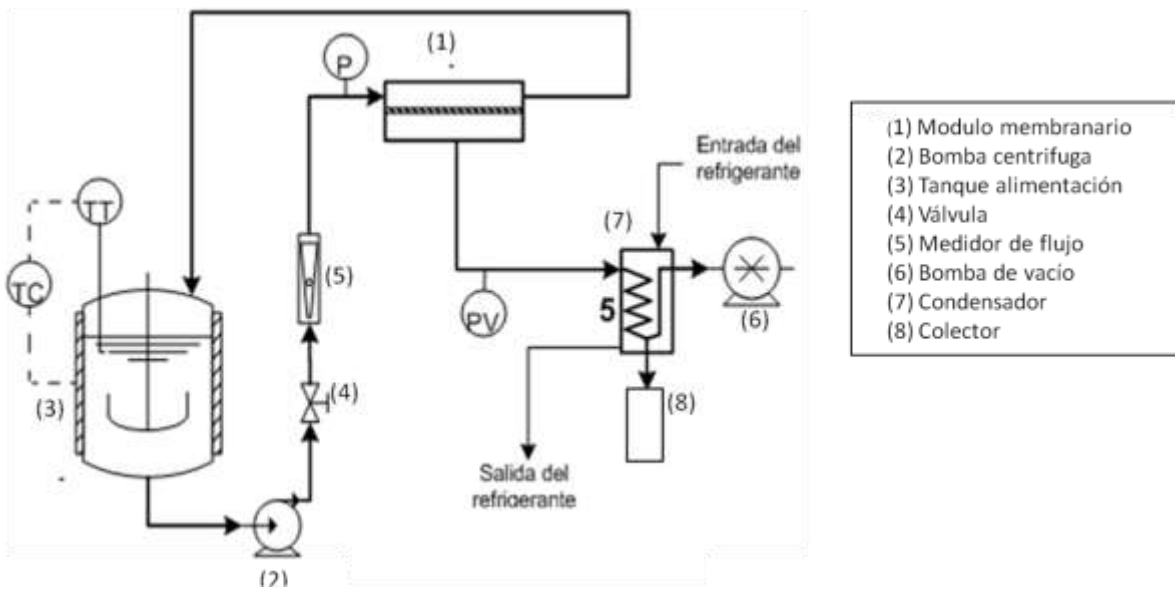 (1)
P
Entrada del
refrigerante
TT
(7)
(5)
TC
PV
5
(6)
(4)
(3)
(8)
Salida del
refrigerante
(2)
(1) Modulo membranario
(2) Bomba centrifuga
(3) Tanque alimentación
(4) Válvula
(5) Medidor de flujo
(6) Bomba de vacio
(7) Condensador
(8) Colector